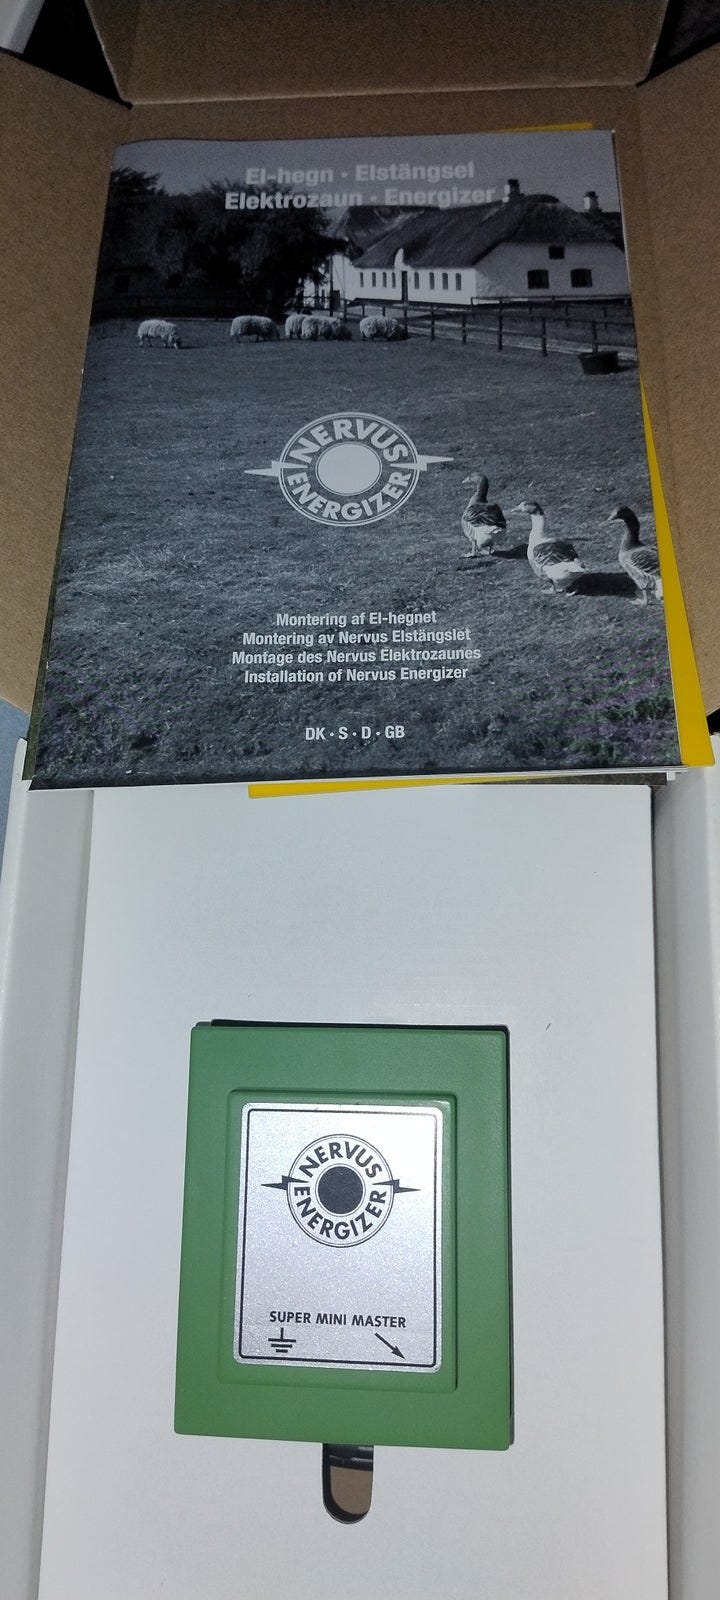 El-hegn · Elstängsel
Elektrozaun · Energizer
NERVUS
ENERGIZER
Montering af El-hegnet
Montering av Nervus Elstängslet
Montage des Nervus Elektrozaunes
Installation of Nervus Energizer
DK · S · D · GB
NERVUS
ENERGIZER
SUPER MINI MASTER